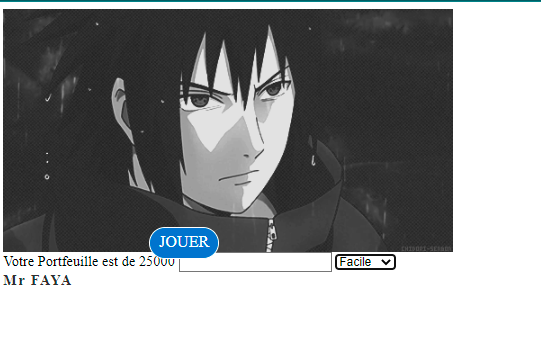 JOUER
Votre Portfeuille est de 25000 Facile
Mr FAYA